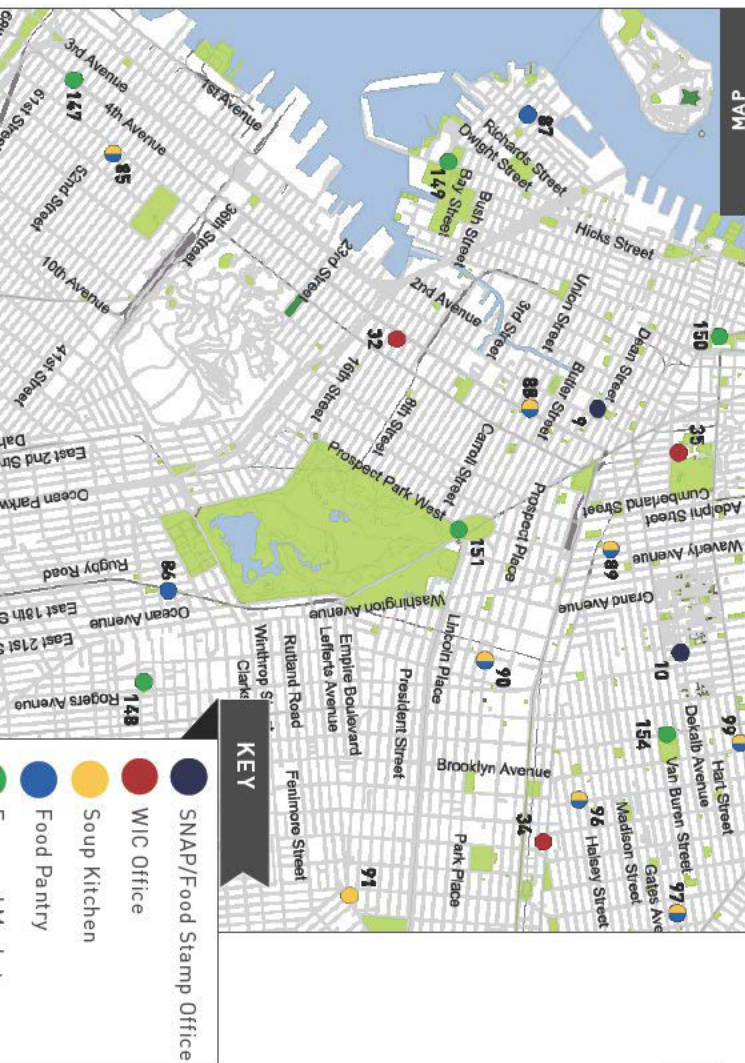 MAP
68th
3rd Avenue
61st Street
147
4th Avenue
1st Avenue
85
52nd Street
36th Street
10th Avenue
41st Street
23rd Street
87
Richards Street
Dwight Street
149
Bay Street
Bush Street
Hicks Street
2nd Avenue
32
16th Street
8th Street
3rd Street
Union Street
Butler Street
88
9
Dean Street
150
35
Carroll Street
Prospect Park West
151
Prospect Place
Cumberland Street
Adelphi Street
Waverly Avenue
89
Grand Avenue
10
Washington Avenue
Lincoln Place
90
East 2nd Str
Ocean Parkw
Rugby Road
86
East 18th S
Ocean Avenue
East 21st S
Rogers Avenue
148
Winthrop St
Clarks
Rutland Road
Lefferts Avenue
Empire Boulevard
President Street
Fenimore Street
Brooklyn Avenue
Park Place
91
34
96
Halsey Street
Madison Street
Gates Ave
97
Van Buren Street
154
Dekalb Avenue
Hart Street
99
KEY
SNAP/Food Stamp Office
WIC Office
Soup Kitchen
Food Pantry